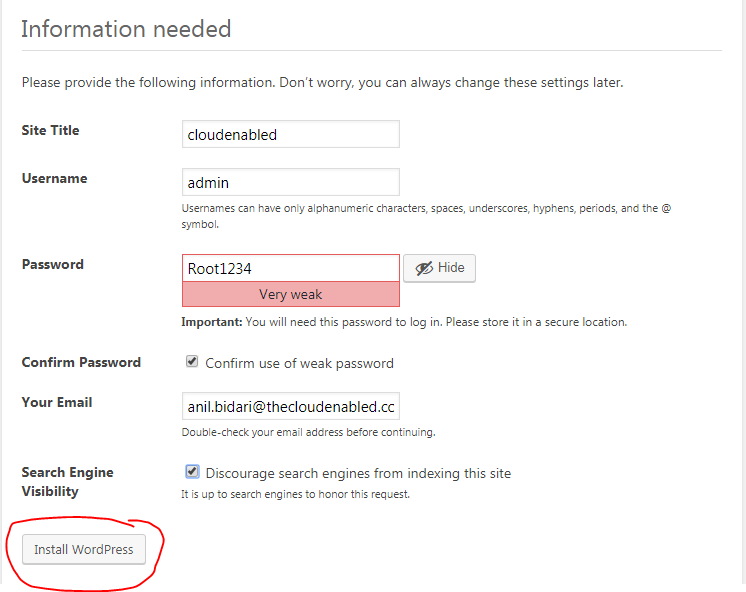 Information needed
Please provide the following information. Don't worry, you can always change these settings later.
Site Title
cloudenabled
Username
admin
Usernames can have only alphanumeric characters, spaces, underscores, hyphens, periods, and the @
symbol.
Password
Root1234
Hide
Very weak
Important: You will need this password to log in. Please store it in a secure location.
Confirm Password
Confirm use of weak password
Your Email
anil.bidari@thecloudenabled.cc
Double-check your email address before continuing.
Search Engine
Visibility
Discourage search engines from indexing this site
It is up to search engines to honor this request.
Install WordPress